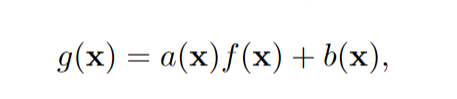 g(x) = a(x)f(x) + b(x),